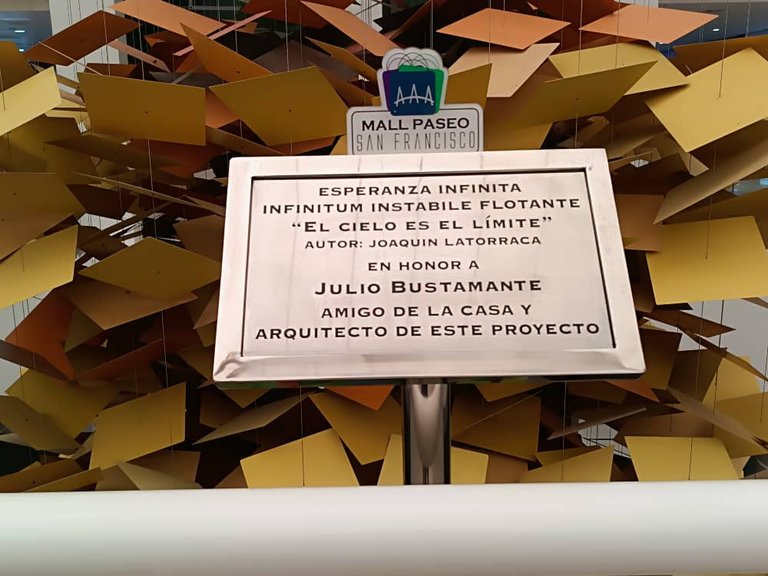 MALL PASEO
SAN FRANCISCO
ESPERANZA INFINITA
INFINITUM INSTABILE FLOTANTE
“EL CIELO ES EL LÍMITE”
AUTOR: JOAQUIN LATORRACA
EN HONOR A
JULIO BUSTAMANTE
AMIGO DE LA CASA Y
ARQUITECTO DE ESTE PROYECTO